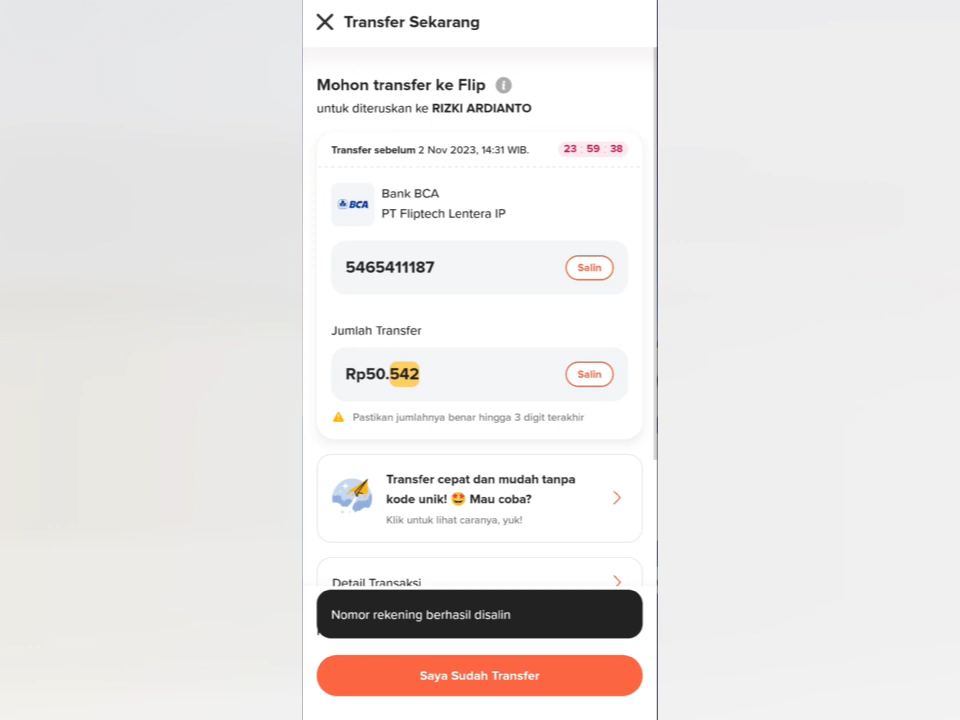 Transfer Sekarang
Mohon transfer ke Flip
untuk diteruskan ke RIZKI ARDIANTO
Transfer sebelum 2 Nov 2023, 14:31 WIB.
23 : 59 : 38
BCA
Bank BCA
PT Fliptech Lentera IP
5465411187
Salin
Jumlah Transfer
Rp50.542
Salin
Pastikan jumlahnya benar hingga 3 digit terakhir
Transfer cepat dan mudah tanpa
kode unik! 🤩 Mau coba?
Klik untuk lihat caranya, yuk!
Detail Transaksi
Nomor rekening berhasil disalin
Saya Sudah Transfer